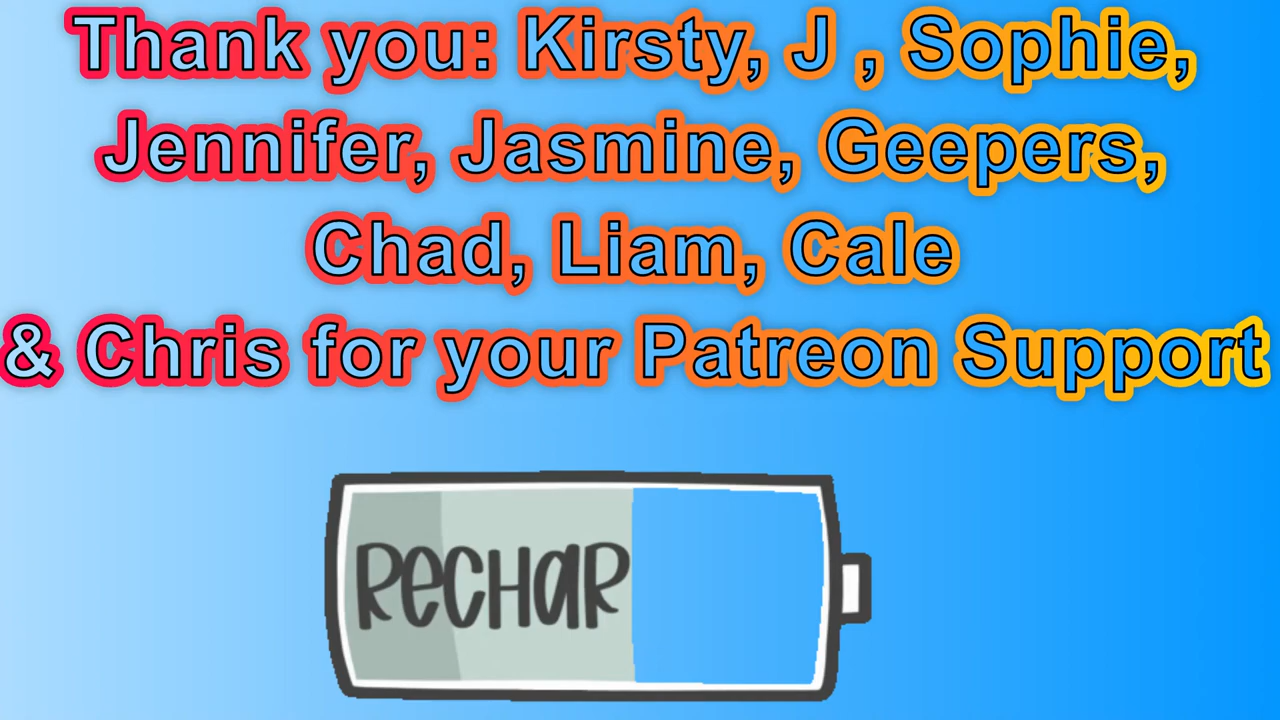 Thank you: Kirsty, J , Sophie,
Jennifer, Jasmine, Geepers,
Chad, Liam, Cale
& Chris for your Patreon Support
RECHAR